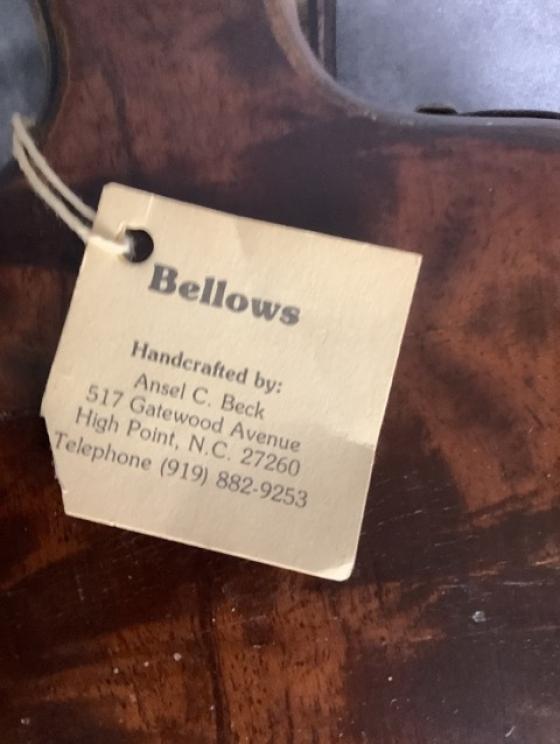 Bellows
Handcrafted by:
Ansel C. Beck
517 Gatewood Avenue
High Point, N.C. 27260
Telephone (919) 882-9253